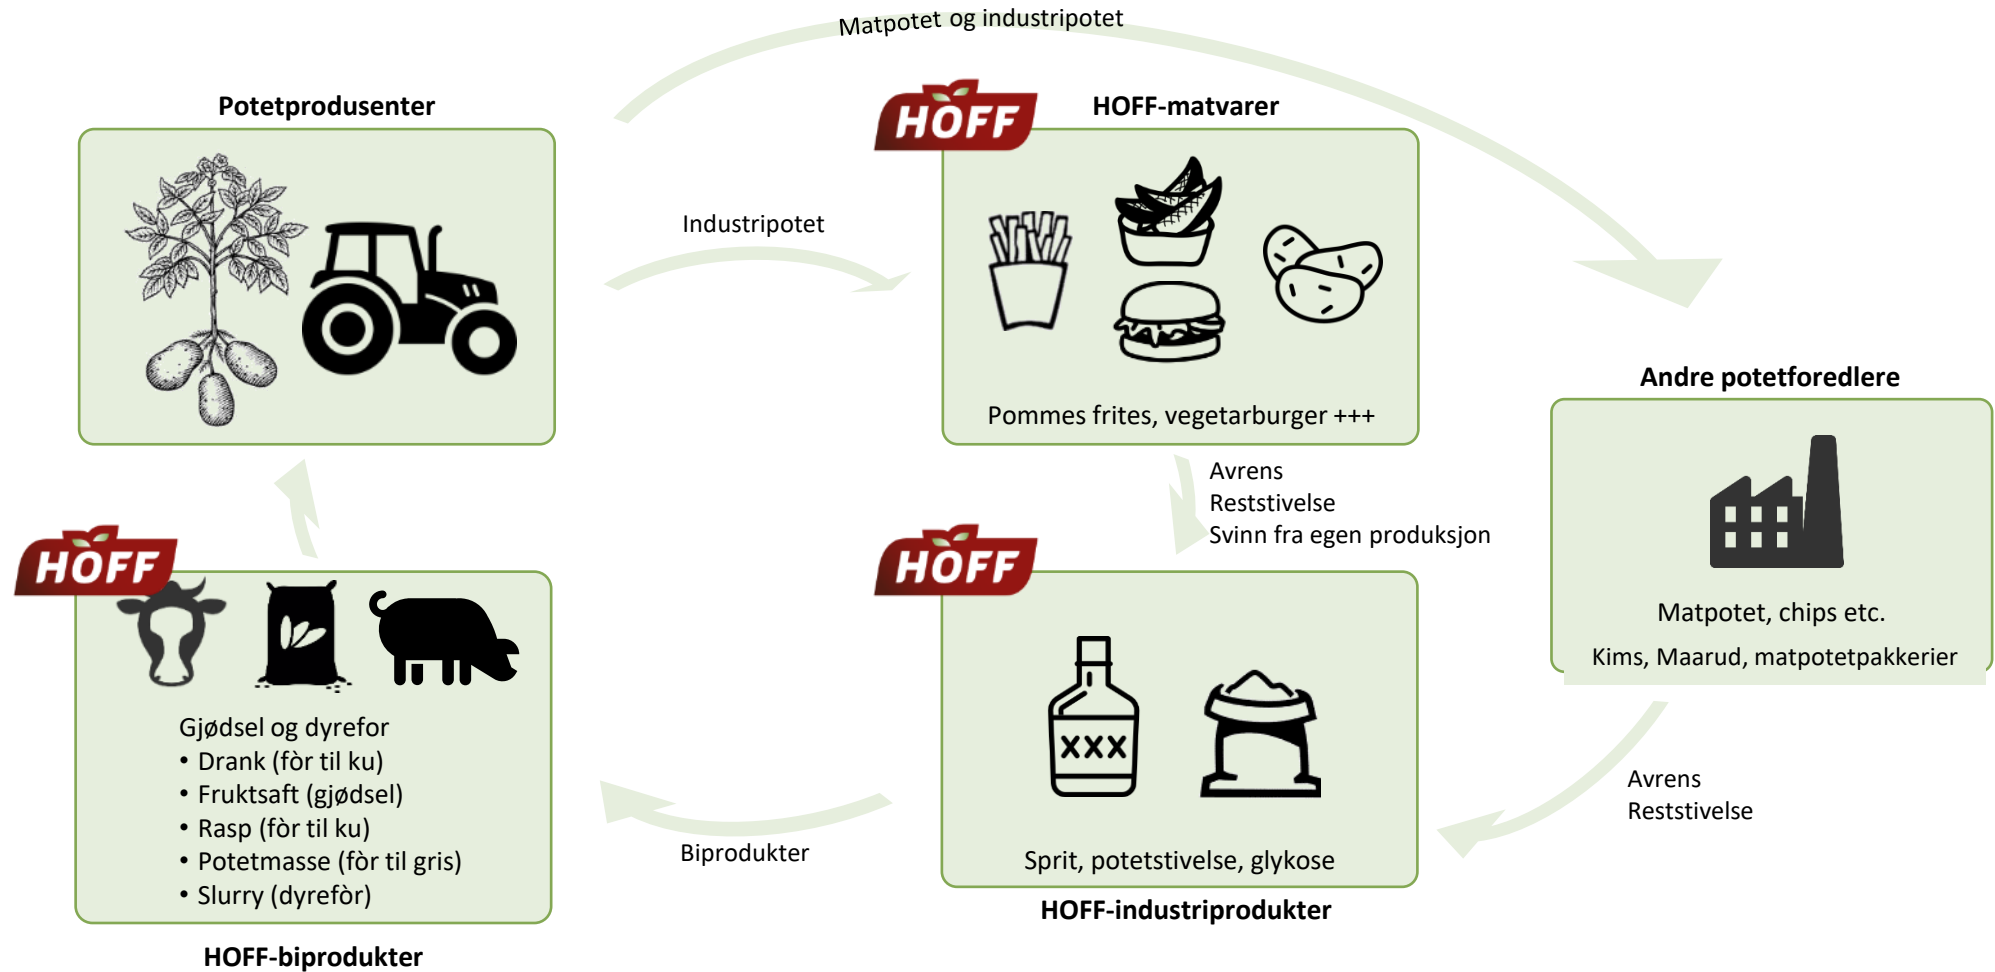 Matpotet og industripotet
Potetprodusenter
HOFF
HOFF-matvarer
Industripotet
Pommes frites, vegetarburger +++
Andre potetforedlere
Matpotet, chips etc.
Kims, Maarud, matpotetpakkerier
Avrens
Reststivelse
Svinn fra egen produksjon
HOFF
HOFF
Gjødsel og dyrefor
• Drank (fòr til ku)
• Fruktsaft (gjødsel)
• Rasp (fòr til ku)
• Potetmasse (fòr til gris)
• Slurry (dyrefòr)
HOFF-biprodukter
Biprodukter
XXX
Sprit, potetstivelse, glykose
HOFF-industriprodukter
Avrens
Reststivelse